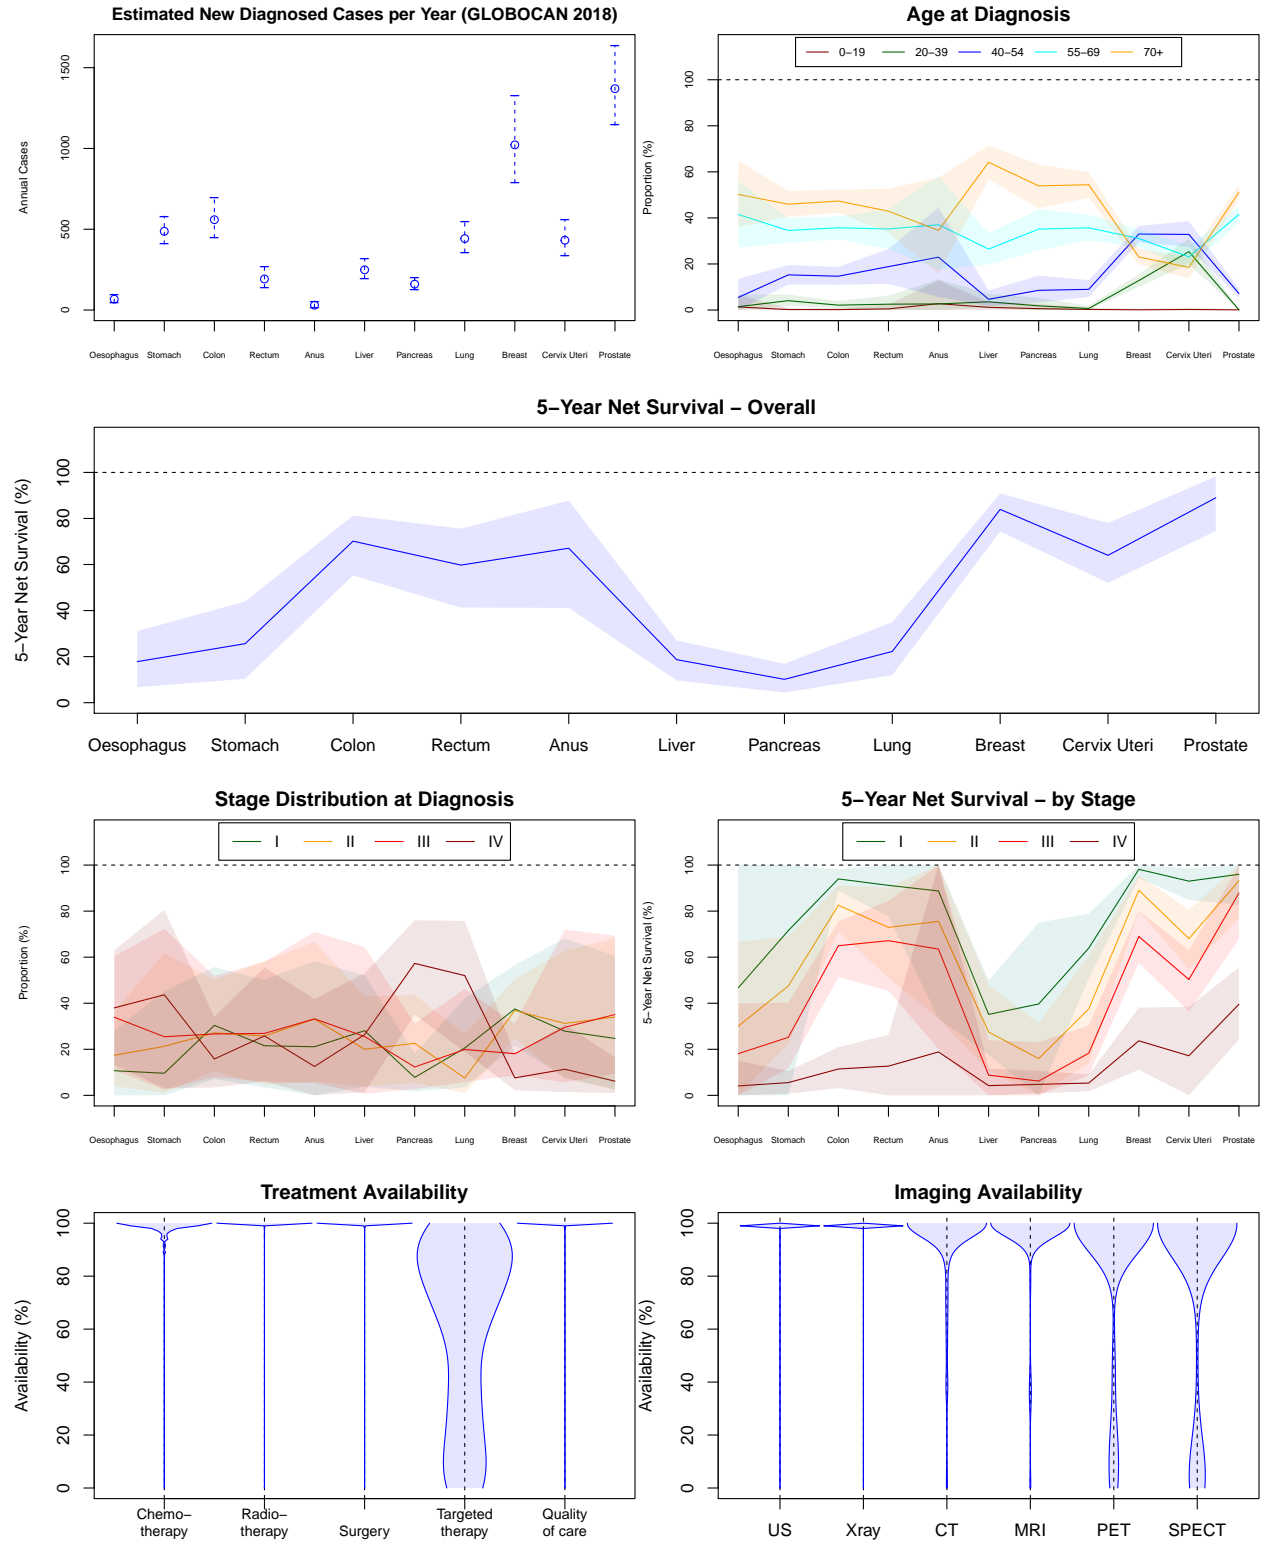 Estimated New Diagnosed Cases per Year (GLOBOCAN 2018)
Annual Cases
0 500 1000 1500
Oesophagus Stomach Colon Rectum Anus Liver Pancreas Lung Breast Cervix Uteri Prostate
Age at Diagnosis
0−19 20−39 40−54 55−69 70+
Proportion (%)
0 20 40 60 80 100
Oesophagus Stomach Colon Rectum Anus Liver Pancreas Lung Breast Cervix Uteri Prostate
5−Year Net Survival − Overall
5−Year Net Survival (%)
0 20 40 60 80 100
Oesophagus Stomach Colon Rectum Anus Liver Pancreas Lung Breast Cervix Uteri Prostate
Stage Distribution at Diagnosis
I II III IV
Proportion (%)
0 20 40 60 80 100
Oesophagus Stomach Colon Rectum Anus Liver Pancreas Lung Breast Cervix Uteri Prostate
5−Year Net Survival − by Stage
I II III IV
5−Year Net Survival (%)
0 20 40 60 80 100
Oesophagus Stomach Colon Rectum Anus Liver Pancreas Lung Breast Cervix Uteri Prostate
Treatment Availability
Availability (%)
0 20 40 60 80 100
Chemo−
therapy
Radio−
therapy
Surgery
Targeted
therapy
Quality
of care
Imaging Availability
Availability (%)
0 20 40 60 80 100
US Xray CT MRI PET SPECT